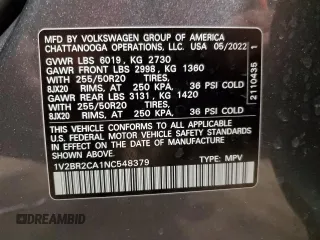 MFD BY VOLKSWAGEN GROUP OF AMERICA
CHATTANOOGA OPERATIONS, LLC. USA 05/2022
GVWR LBS 6019, KG 2730
GAWR FRONT LBS 2998, KG 1360
WITH 255/50R20 TIRES,
8JX20 RIMS, AT 250 KPA, 36 PSI COLD
GAWR REAR LBS 3131, KG 1420
WITH 255/50R20 TIRES,
8JX20 RIMS, AT 250 KPA, 36 PSI COLD
THIS VEHICLE CONFORMS TO ALL APPLICABLE
U.S. FEDERAL MOTOR VEHICLE SAFETY STANDARDS
IN EFFECT ON THE DATE OF MANUFACTURE SHOWN ABOVE.
1V2BR2CA1NC548379 TYPE: MPV
2110435 1
DREAMBID